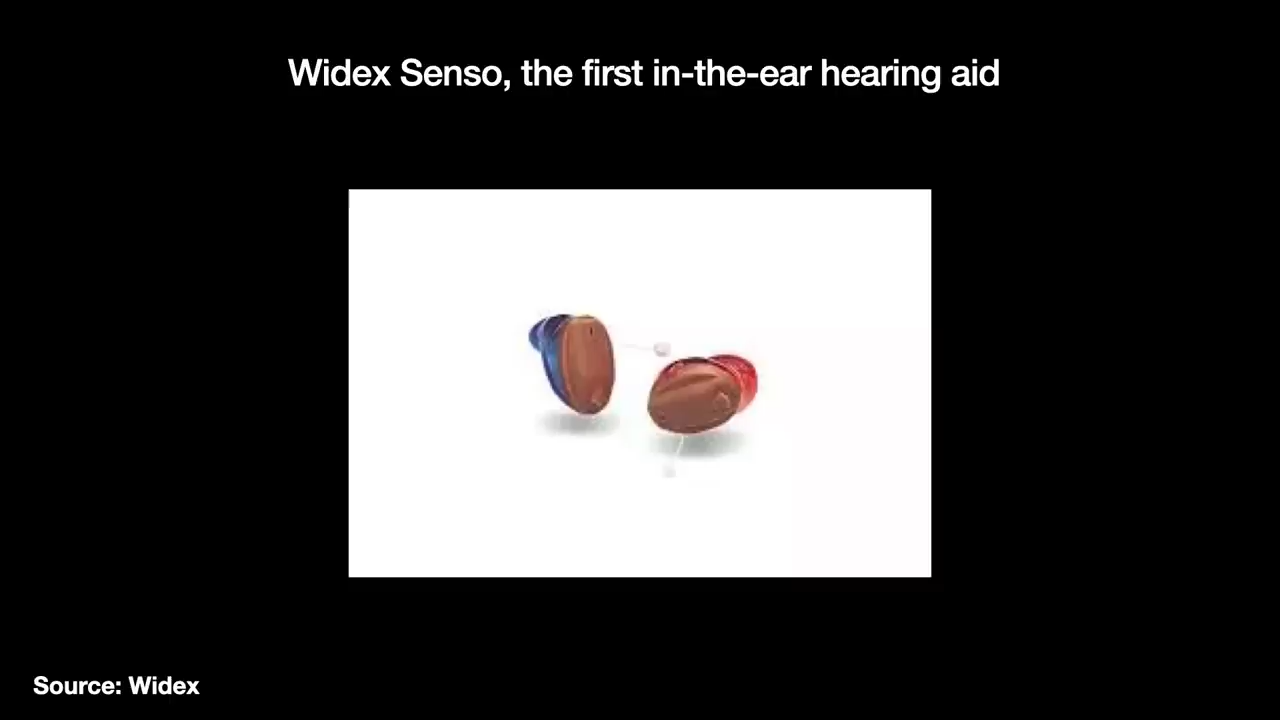 Widex Senso, the first in-the-ear hearing aid
Source: Widex